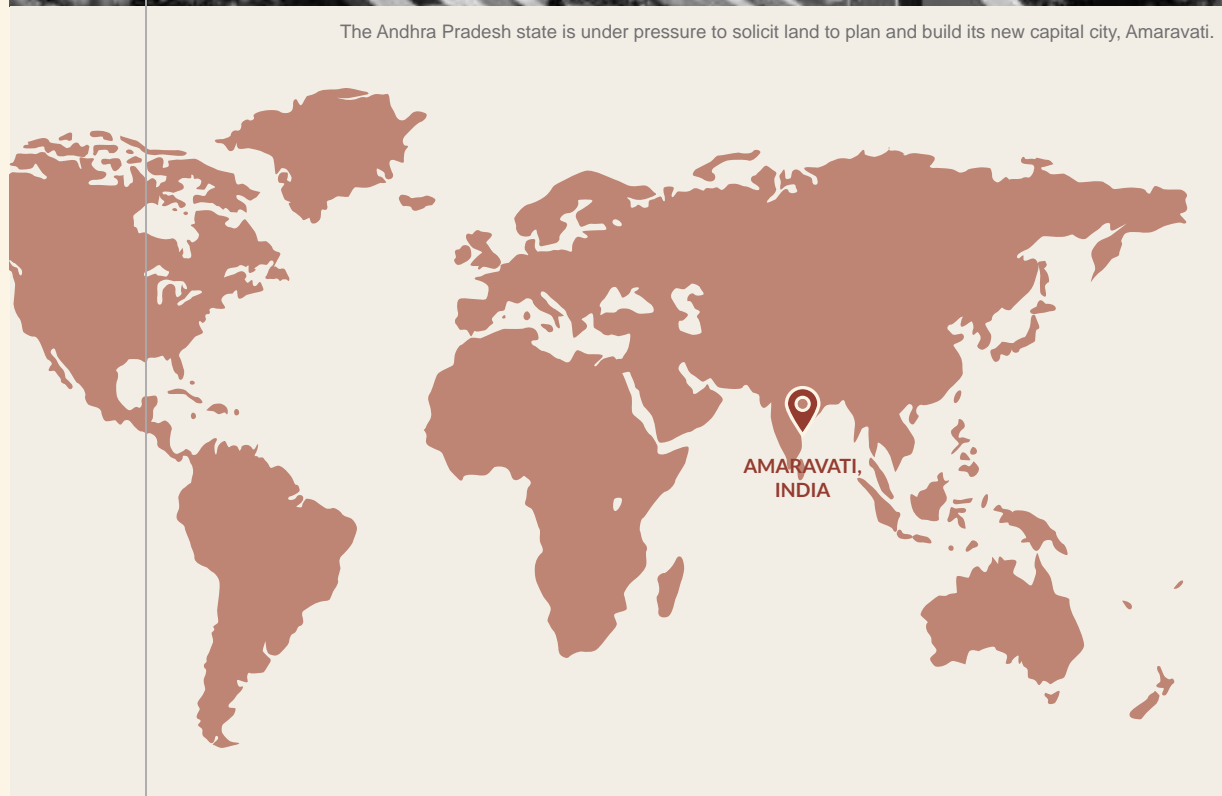 The Andhra Pradesh state is under pressure to solicit land to plan and build its new capital city, Amaravati.
AMARAVATI,
INDIA